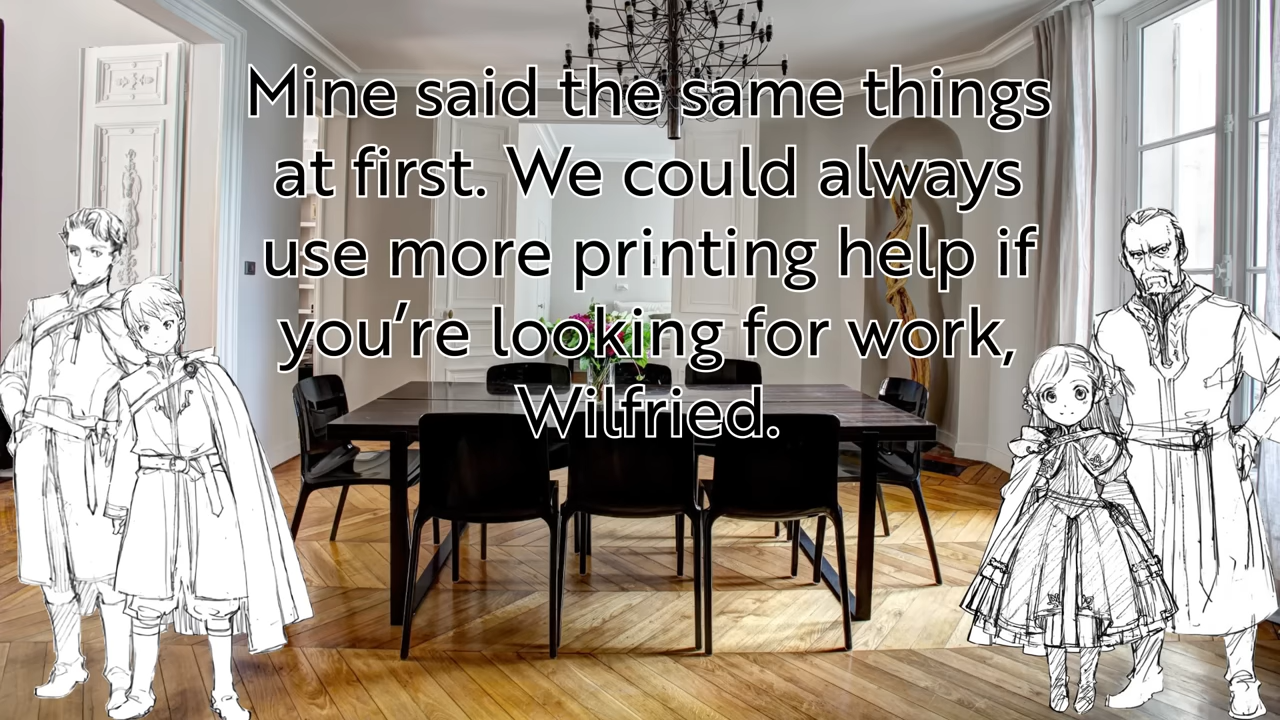 Mine said the same things
at first. We could always
use more printing help if
you’re looking for work,
Wilfried.